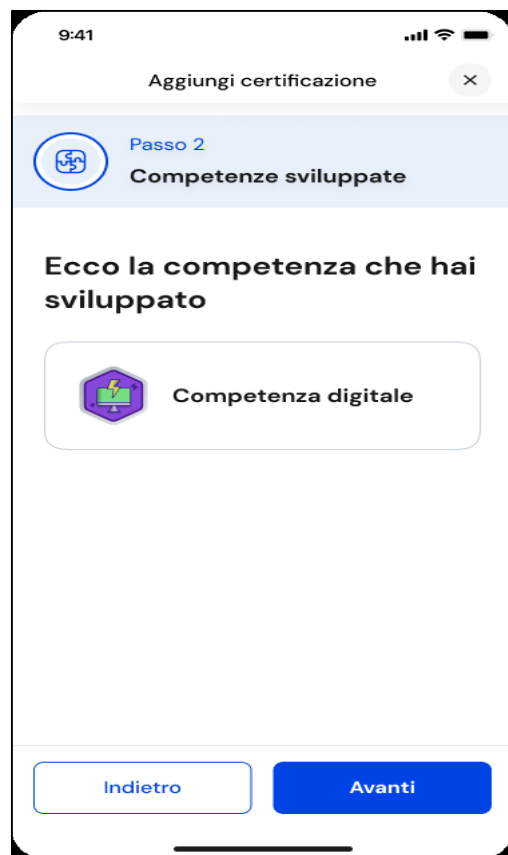 9:41
Aggiungi certificazione
Passo 2
Competenze sviluppate
Ecco la competenza che hai
sviluppato
Competenza digitale
Indietro
Avanti